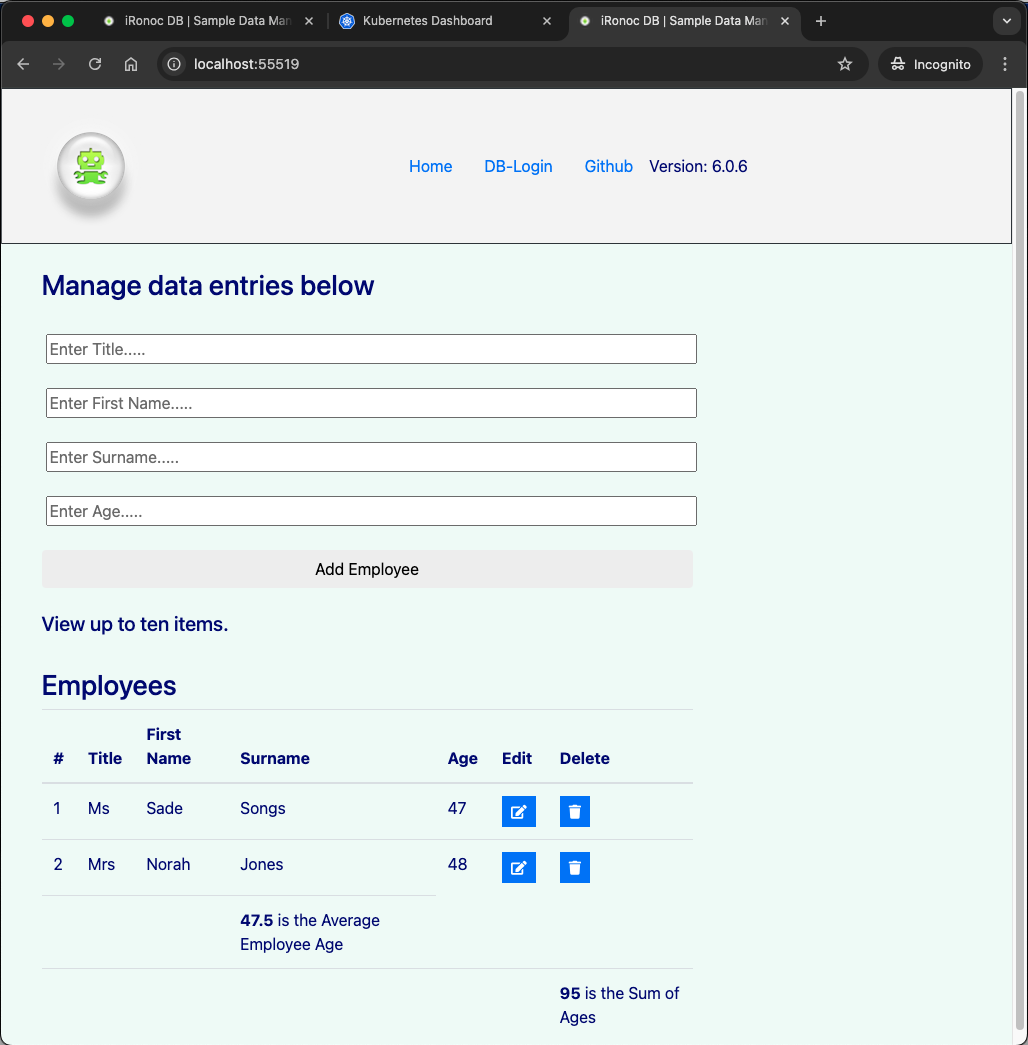 iRonoc DB | Sample Data Man
Kubernetes Dashboard
iRonoc DB | Sample Data Man
localhost:55519
Incognito
Home DB-Login Github Version: 6.0.6
Manage data entries below
Enter Title.....
Enter First Name.....
Enter Surname.....
Enter Age.....
Add Employee
View up to ten items.
Employees
# Title First Name Surname Age Edit Delete
1 Ms Sade Songs 47
2 Mrs Norah Jones 48
47.5 is the Average
Employee Age
95 is the Sum of
Ages